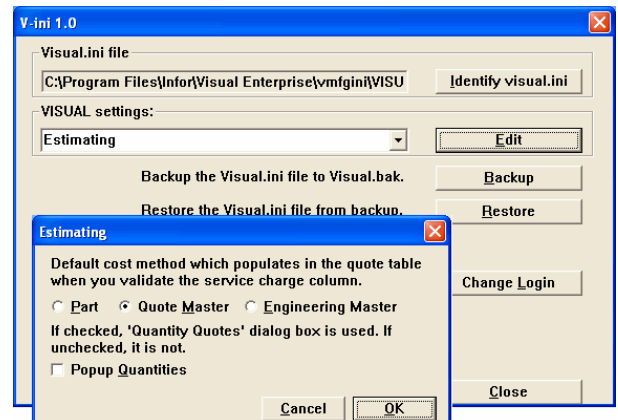 V-ini 1.0
Visual.ini file
C:\Program Files\Infor\Visual Enterprise\vmfgini\VISU
Identify visual.ini
VISUAL settings:
Estimating
Edit
Backup the Visual.ini file to Visual.bak.
Backup
Restore the Visual.ini file from backup.
Restore
Change Login
Close
Estimating
Default cost method which populates in the quote table
when you validate the service charge column.
Part
Quote Master
Engineering Master
If checked, 'Quantity Quotes' dialog box is used. If
unchecked, it is not.
Popup Quantities
Cancel
OK